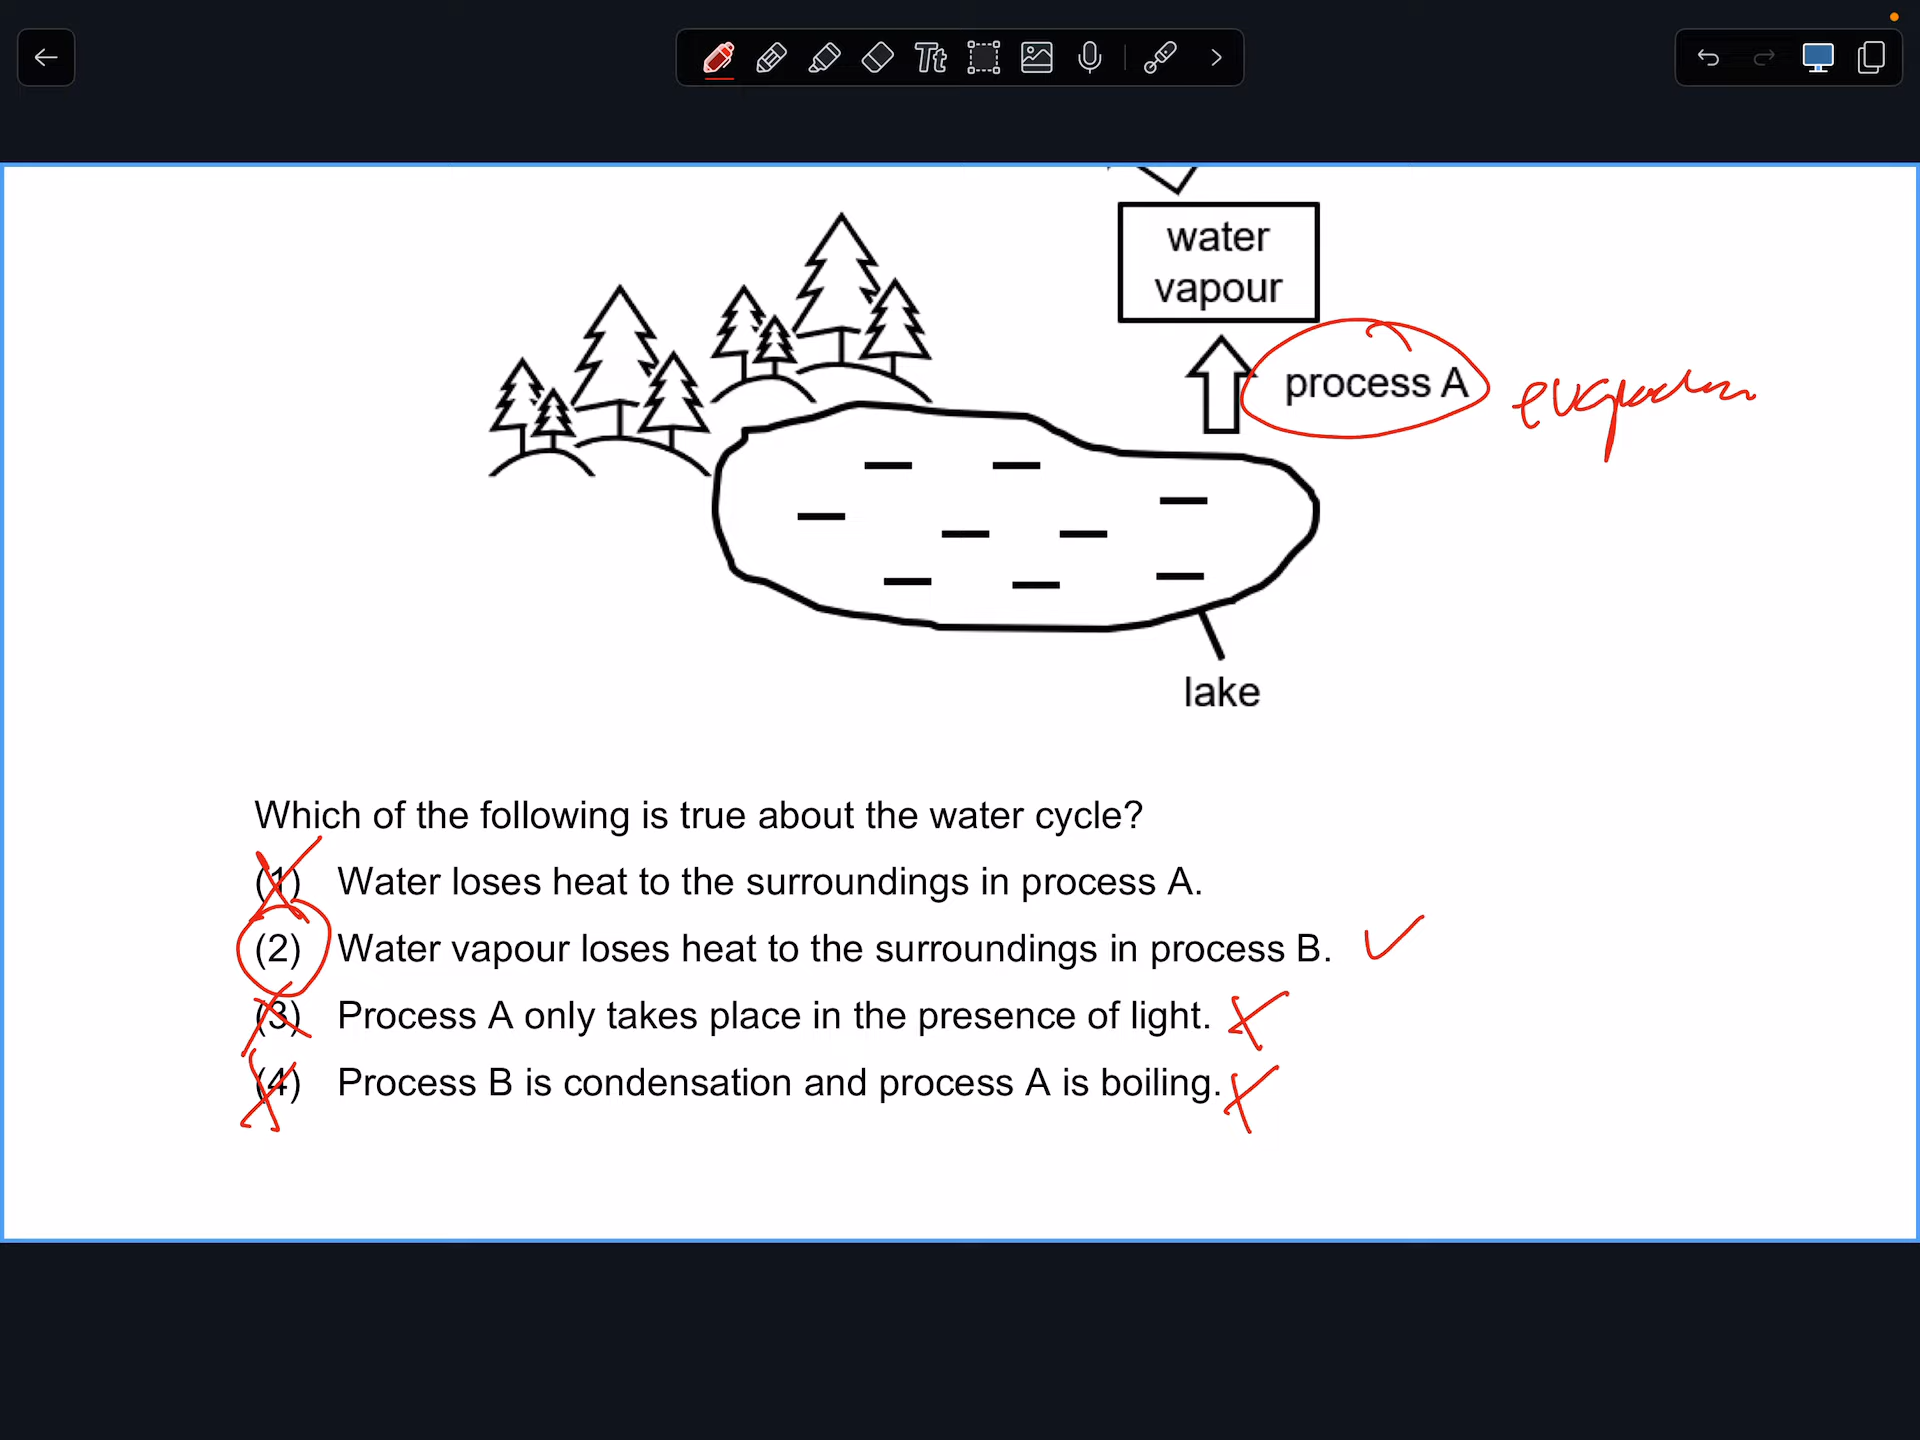 Tt
water
vapour
process A
lake
Which of the following is true about the water cycle?
(1) Water loses heat to the surroundings in process A.
(2) Water vapour loses heat to the surroundings in process B.
(3) Process A only takes place in the presence of light.
(4) Process B is condensation and process A is boiling.